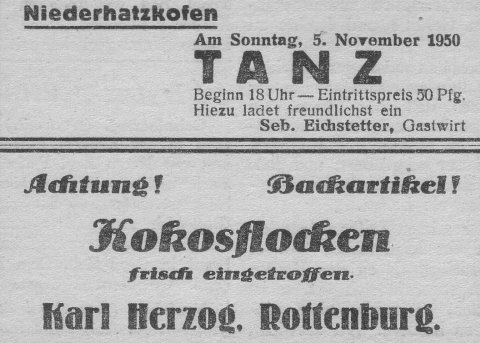 Niederhatzkofen
Am Sonntag, 5. November 1950
TANZ
Beginn 18 Uhr — Eintrittspreis 50 Pfg.
Hiezu ladet freundlichst ein
Seb. Eichstetter, Gastwirt
Achtung! Backartikel!
Kokosflocken
frisch eingetroffen.
Karl Herzog, Rottenburg.